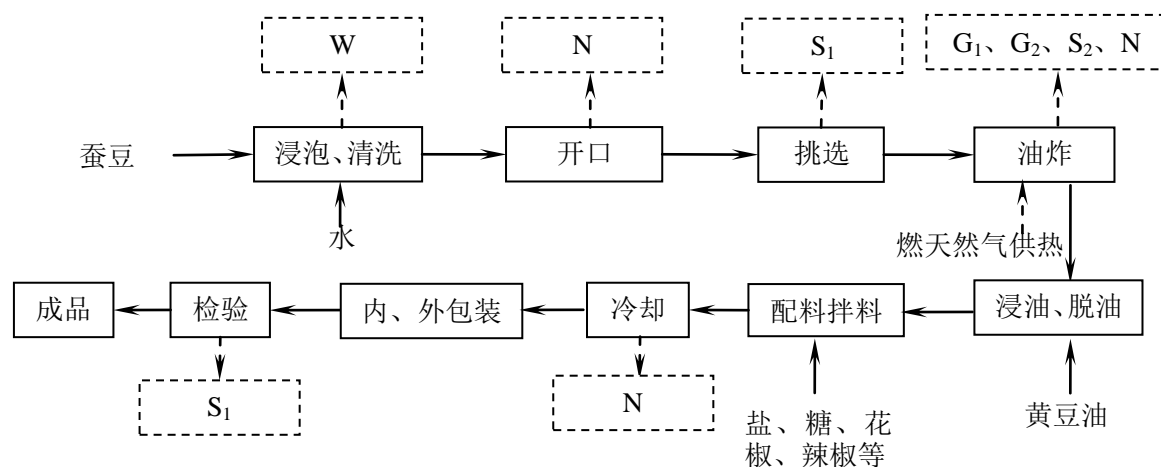 W
N
S₁
G₁、G₂、S₂、N
蚕豆
浸泡、清洗
开口
挑选
油炸
水
燃天然气供热
成品
检验
内、外包装
冷却
配料拌料
浸油、脱油
S₁
N
盐、糖、花
椒、辣椒等
黄豆油